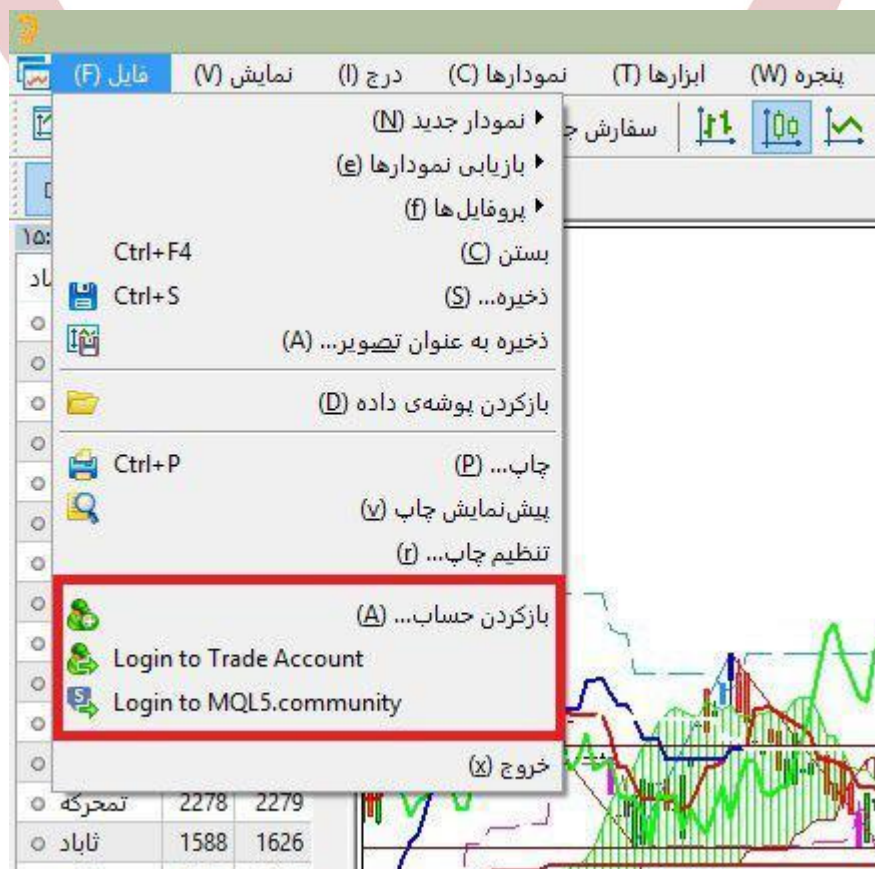 فایل (F) نمایش (V) درج (I) نمودارها (C) ابزارها (T) پنجره (W)
نمودار جدید (N)
سفارش
بازیابی نمودارها (e)
پروفایل‌ها (f)
بستن (C) Ctrl+F4
ذخیره... (S) Ctrl+S
ذخیره به عنوان تصویر... (A)
بازکردن پوشه‌ی داده (D)
چاپ... (P) Ctrl+P
پیش‌نمایش چاپ (v)
تنظیم چاپ... (r)
بازکردن حساب... (A)
Login to Trade Account
Login to MQL5.community
خروج (x)
تمحرکه 2278 2279
ثاباد 1588 1626